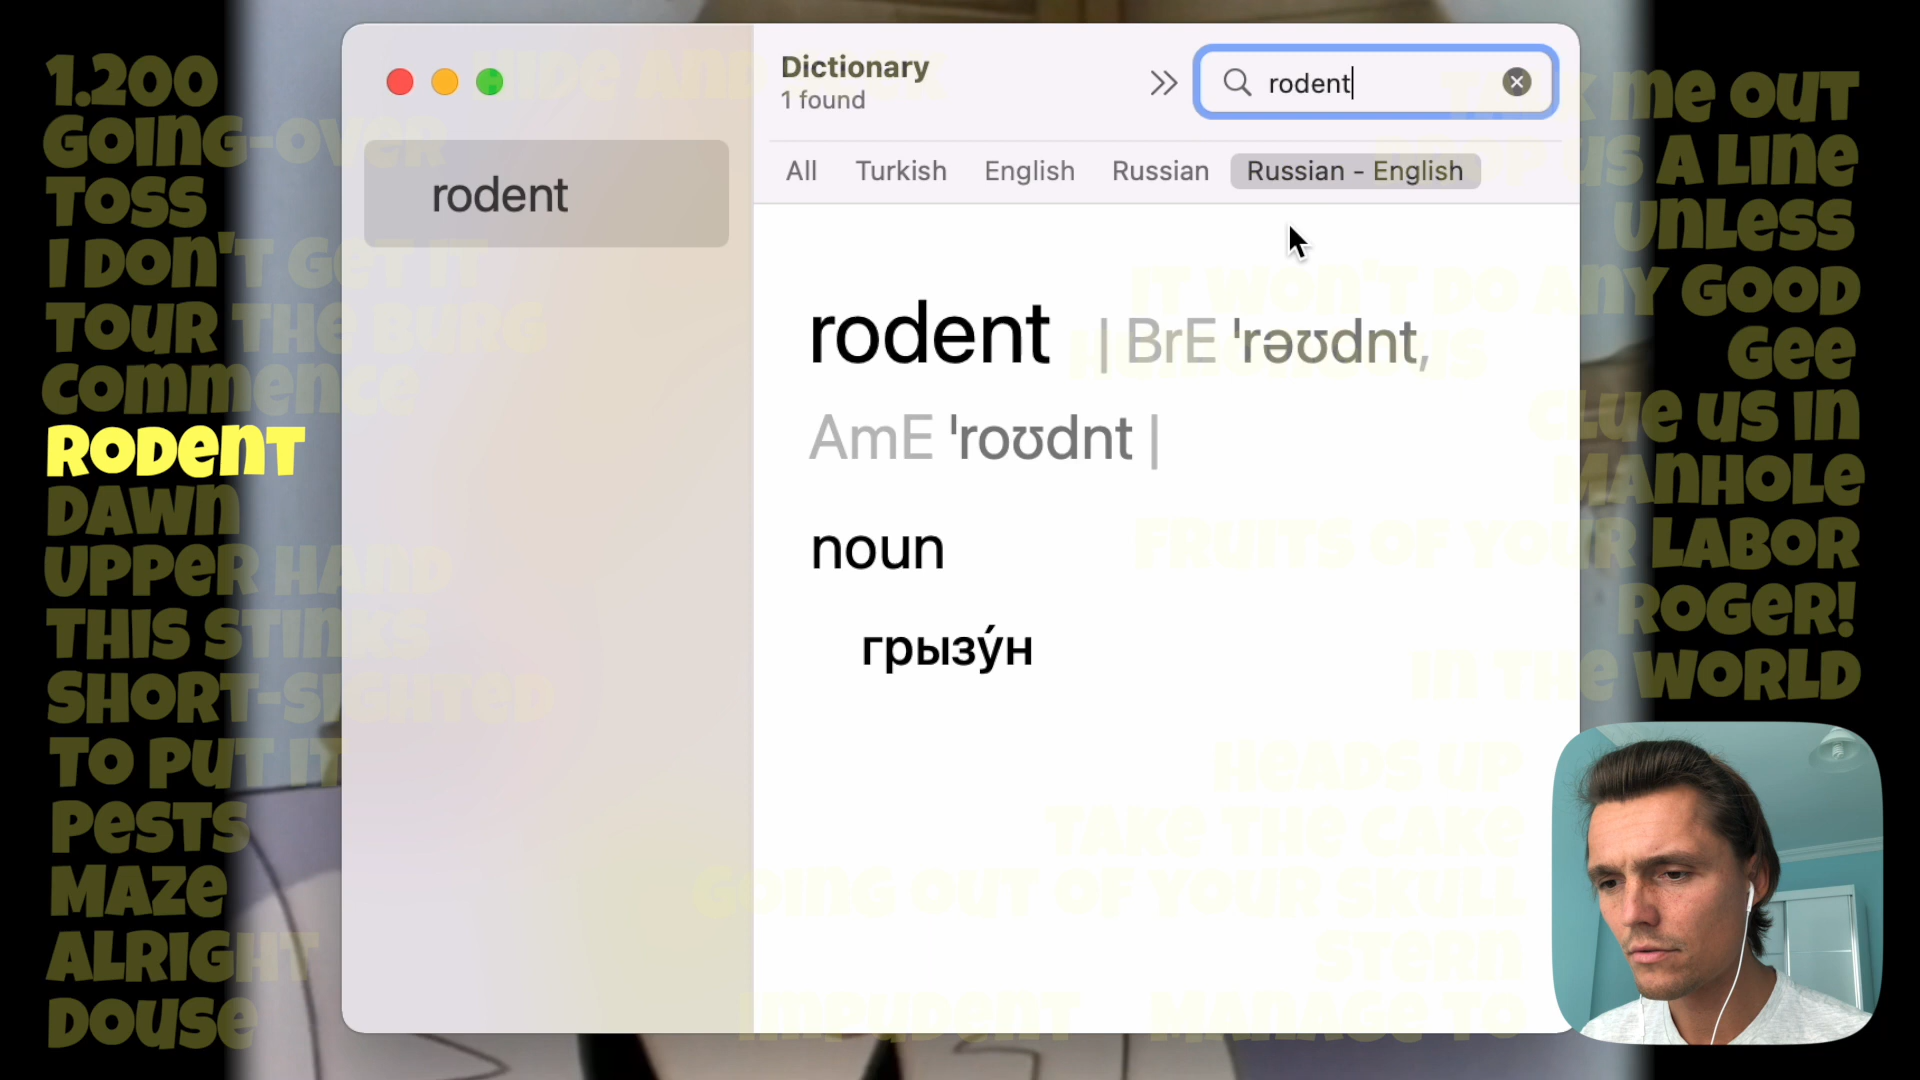 1.200
GOING-OVER
TOSS
I DON'T GET IT
TOUR THE BURG
COMMENCE
RODENT
DAWN
UPPER HAND
THIS STINKS
SHORT-SIGHTED
TO PUT IT
PESTS
MAZE
ALRIGHT
DOUSE
HIDE AND
Dictionary
1 found
rodent
rodent
All Turkish English Russian Russian - English
rodent | BrE 'rəʊdnt,
AmE 'roʊdnt |
noun
грызу́н
ME OUT
US A LINE
UNLESS
IT WON'T DO ANY GOOD
GEE
CLUE US IN
MANHOLE
FRUITS OF YOUR LABOR
ROGER!
IN THE WORLD
HEADS UP
TAKE THE CAKE
GOING OUT OF YOUR SKULL
STERN
IMPUDENT MANAGE TO